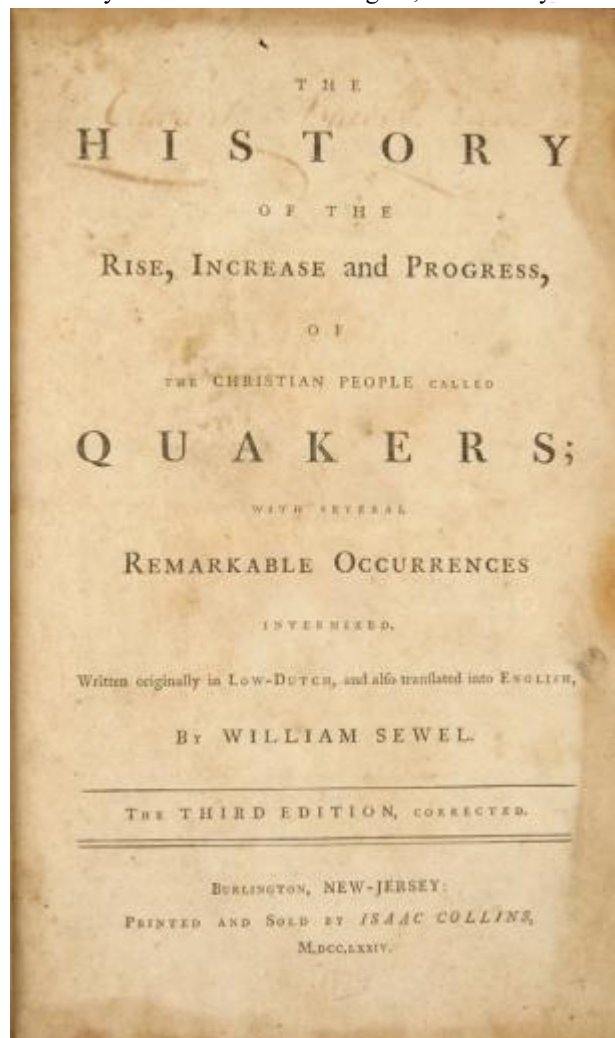 THE
HISTORY
OF THE
RISE, INCREASE and PROGRESS,
OF
THE CHRISTIAN PEOPLE CALLED
QUAKERS;
WITH SEVERAL
REMARKABLE OCCURRENCES
INTERMIXED.
Written originally in LOW-DUTCH, and alſo tranſlated into ENGLISH,
BY WILLIAM SEWEL.
THE THIRD EDITION, CORRECTED.
BURLINGTON, NEW-JERSEY:
PRINTED AND SOLD BY ISAAC COLLINS,
M.DCC.LXXIV.